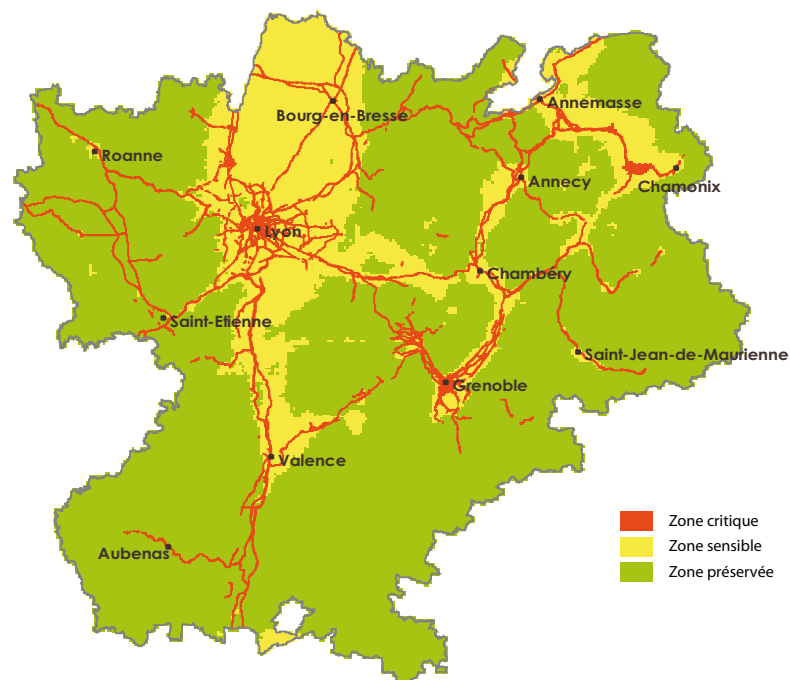 Annemasse
Bourg-en-Bresse
Roanne
Annecy
Chamonix
Lyon
Chambéry
Saint-Etienne
Saint-Jean-de-Maurienne
Grenoble
Valence
Zone critique
Zone sensible
Aubenas
Zone préservée